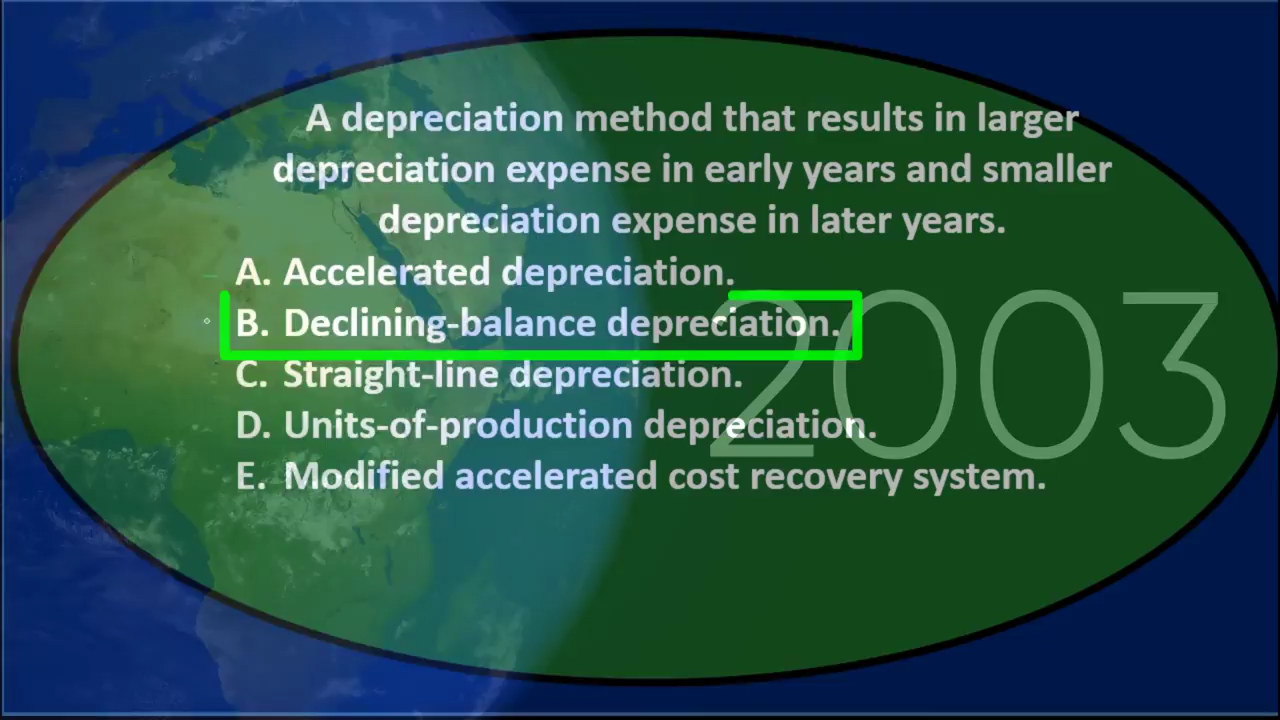 A depreciation method that results in larger
depreciation expense in early years and smaller
depreciation expense in later years.
A. Accelerated depreciation.
B. Declining-balance depreciation.
C. Straight-line depreciation.
D. Units-of-production depreciation.
E. Modified accelerated cost recovery system.
2003